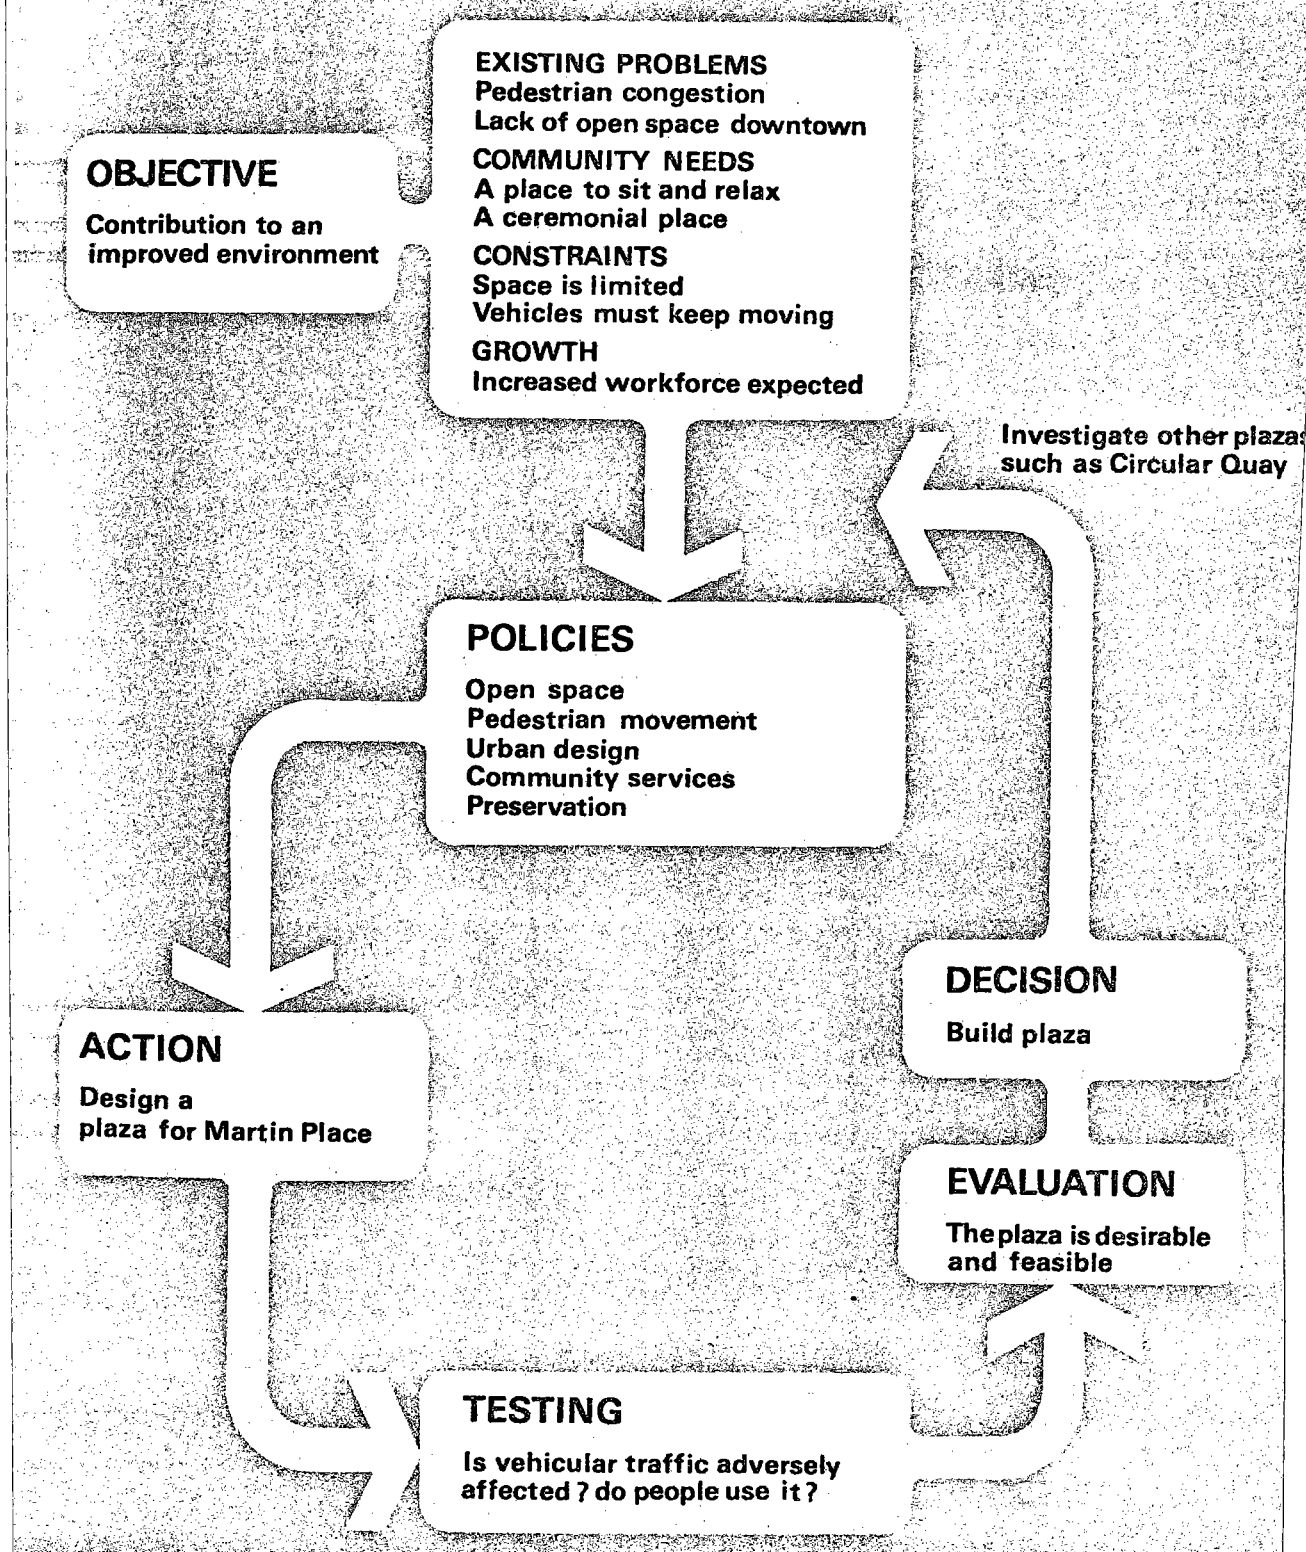 OBJECTIVE
Contribution to an
improved environment
EXISTING PROBLEMS
Pedestrian congestion
Lack of open space downtown
COMMUNITY NEEDS
A place to sit and relax
A ceremonial place
CONSTRAINTS
Space is limited
Vehicles must keep moving
GROWTH
Increased workforce expected
Investigate other plazas
such as Circular Quay
POLICIES
Open space
Pedestrian movement
Urban design
Community services
Preservation
ACTION
Design a
plaza for Martin Place
TESTING
Is vehicular traffic adversely
affected? do people use it?
EVALUATION
The plaza is desirable
and feasible
DECISION
Build plaza